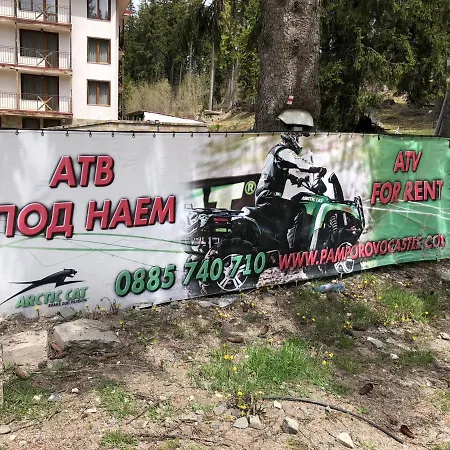 АТВ
ПОД НАЕМ
ATV
FOR RENT
0885 740 710
WWW.PAMPOROVOCASTLE.COM
ARCTIC CAT